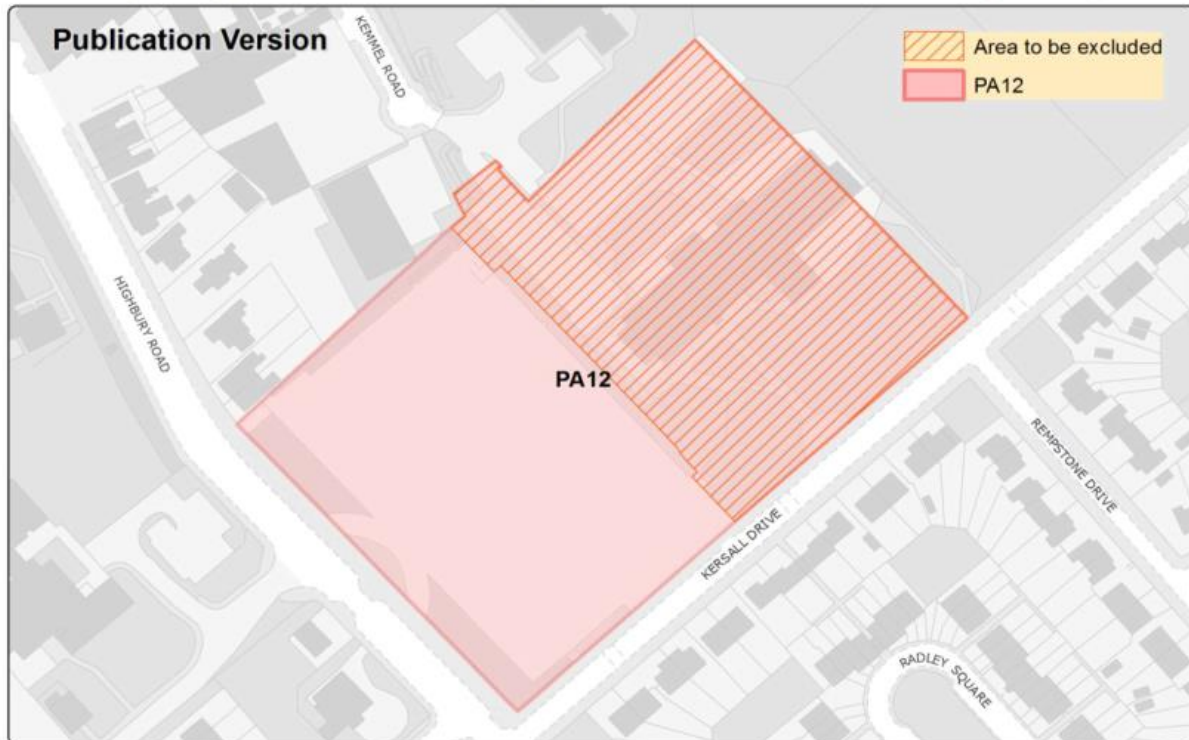 Publication Version
KEMMEL ROAD
Area to be excluded
PA12
HIGHBURY ROAD
PA12
REMPSTONE DRIVE
KERSALL DRIVE
RADLEY SQUARE